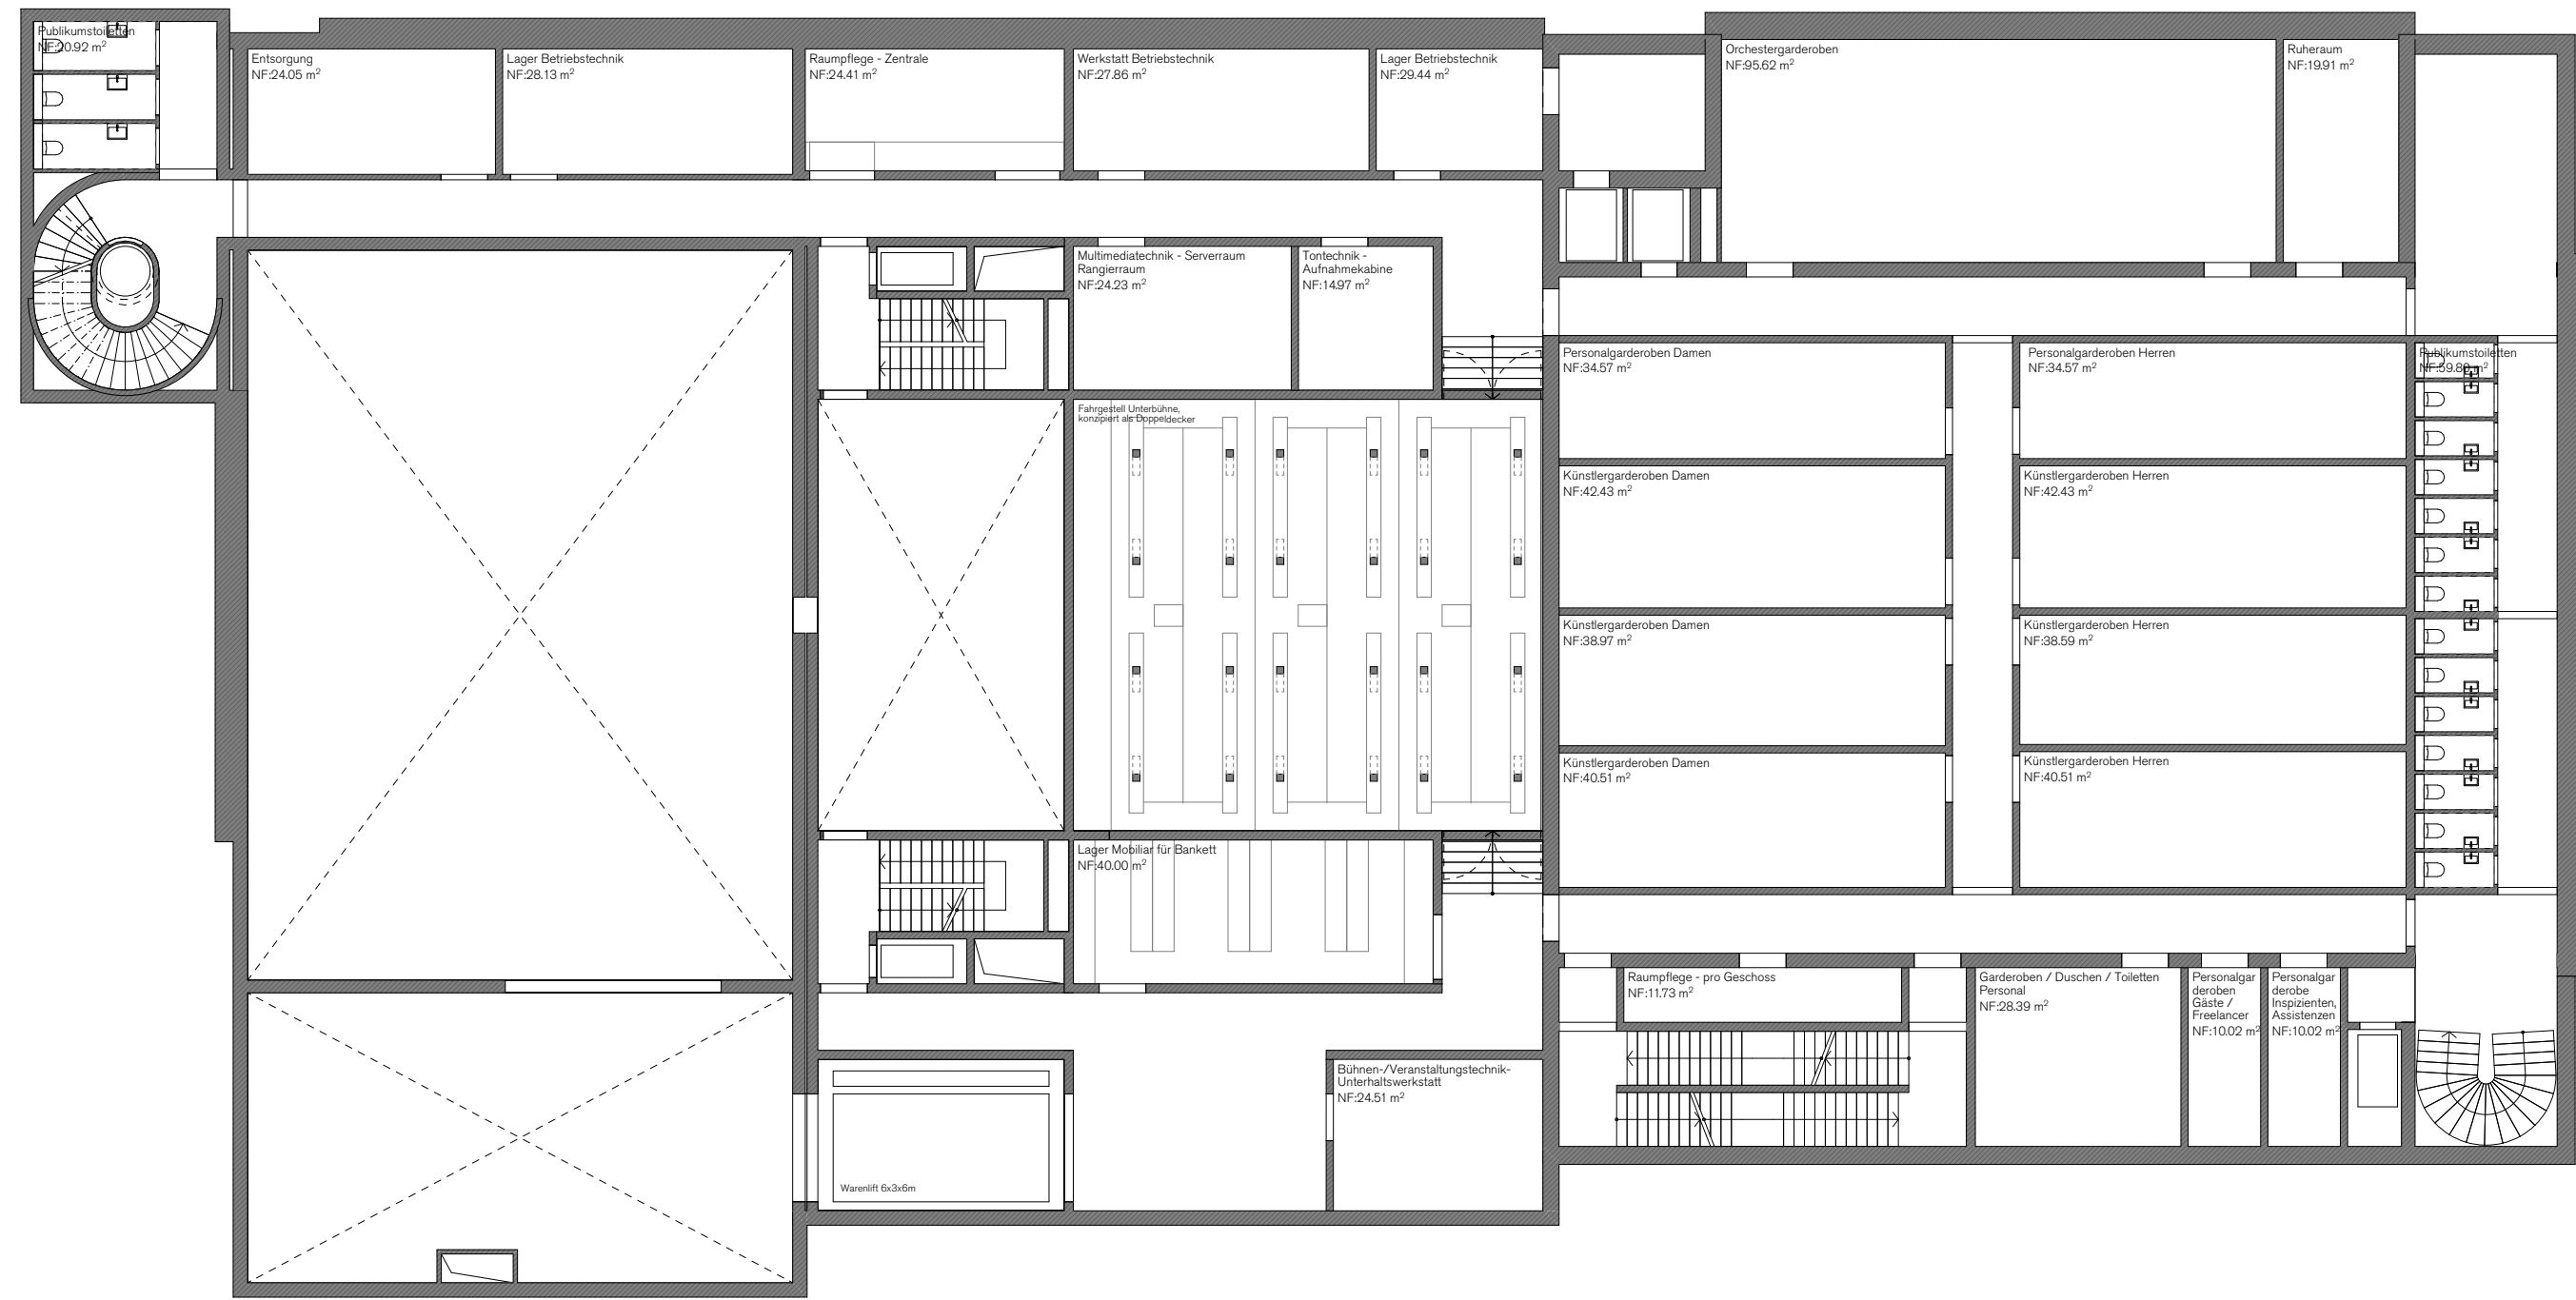 Publikumstoiletten
NF:20.92 m²
Entsorgung
NF:24.05 m²
Lager Betriebstechnik
NF:28.13 m²
Raumpflege - Zentrale
NF:24.41 m²
Werkstatt Betriebstechnik
NF:27.86 m²
Lager Betriebstechnik
NF:29.44 m²
Orchestergarderoben
NF:95.62 m²
Ruheraum
NF:19.91 m²
Multimediatechnik - Serverraum
Rangierraum
NF:24.23 m²
Tontechnik -
Aufnahmekabine
NF:14.97 m²
Personalgarderoben Damen
NF:34.57 m²
Personalgarderoben Herren
NF:34.57 m²
Publikumstoiletten
NF:59.80 m²
Fahrgestell Unterbühne,
konzipiert als Doppeldecker
Künstlergarderoben Damen
NF:42.43 m²
Künstlergarderoben Herren
NF:42.43 m²
Künstlergarderoben Damen
NF:38.97 m²
Künstlergarderoben Herren
NF:38.59 m²
Künstlergarderoben Damen
NF:40.51 m²
Künstlergarderoben Herren
NF:40.51 m²
Lager Mobiliar für Bankett
NF:40.00 m²
Raumpflege - pro Geschoss
NF:11.73 m²
Garderoben / Duschen / Toiletten
Personal
NF:28.39 m²
Personalgar
deroben
Gäste /
Freelancer
NF:10.02 m²
Personalgar
derobe
Inspizienten,
Assistenzen
NF:10.02 m²
Bühnen-/Veranstaltungstechnik-
Unterhaltswerkstatt
NF:24.51 m²
Warenlift 6x3x6m